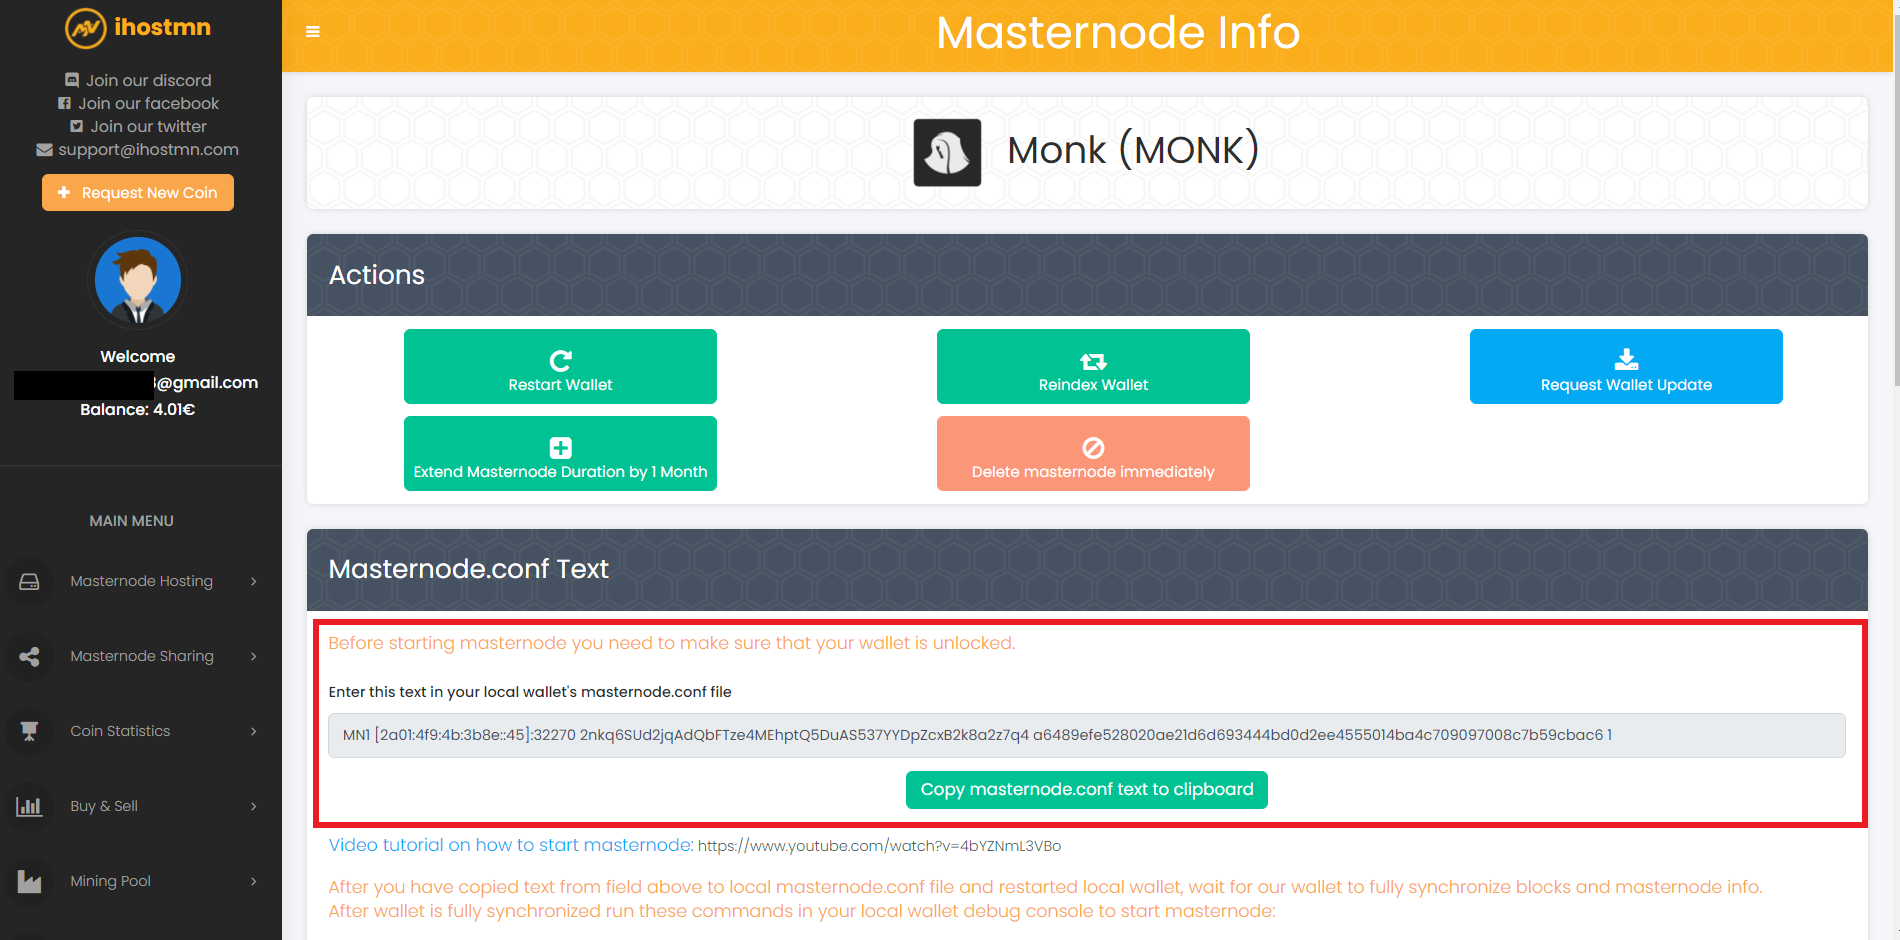 ihostmn
Join our discord
Join our facebook
Join our twitter
support@ihostmn.com
Request New Coin
Welcome
@gmail.com
Balance: 4.01€
MAIN MENU
Masternode Hosting
Masternode Sharing
Coin Statistics
Buy & Sell
Mining Pool
Masternode Info
Monk (MONK)
Actions
Restart Wallet
Reindex Wallet
Request Wallet Update
Extend Masternode Duration by 1 Month
Delete masternode immediately
Masternode.conf Text
Before starting masternode you need to make sure that your wallet is unlocked.
Enter this text in your local wallet's masternode.conf file
MN1 [2a01:4f9:4b:3b8e::45]:32270 2nkq6SUd2jqAdQbFTze4MEhptQ5DuAS537YYDpZcxB2k8a2z7q4 a6489efe528020ae21d6d693444bd0d2ee4555014ba4c709097008c7b59cbac6 1
Copy masternode.conf text to clipboard
Video tutorial on how to start masternode: https://www.youtube.com/watch?v=4bYZNmL3VBo
After you have copied text from field above to local masternode.conf file and restarted local wallet, wait for our wallet to fully synchronize blocks and masternode info.
After wallet is fully synchronized run these commands in your local wallet debug console to start masternode: